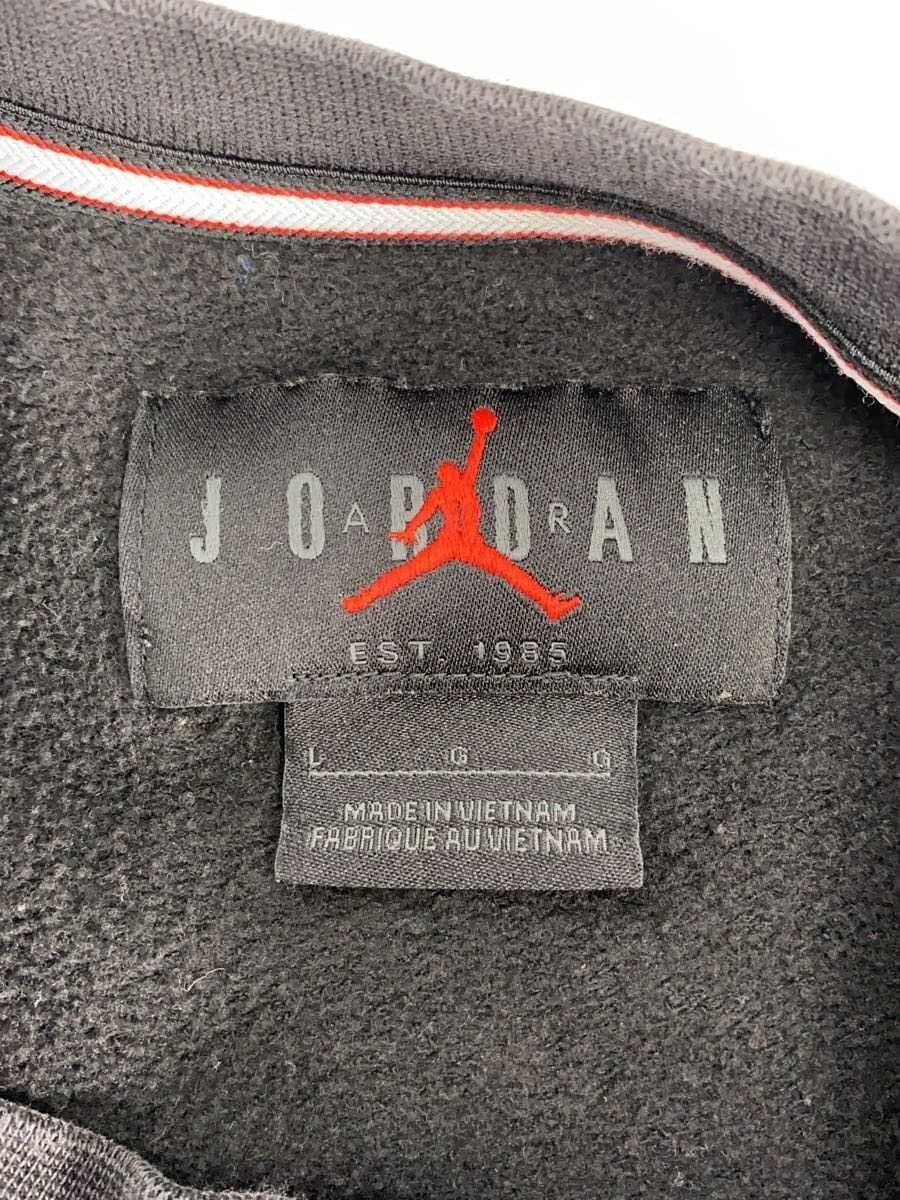 JORDAN
AIR
EST. 1985
L G G
MADE IN VIETNAM
FABRIQUE AU VIETNAM